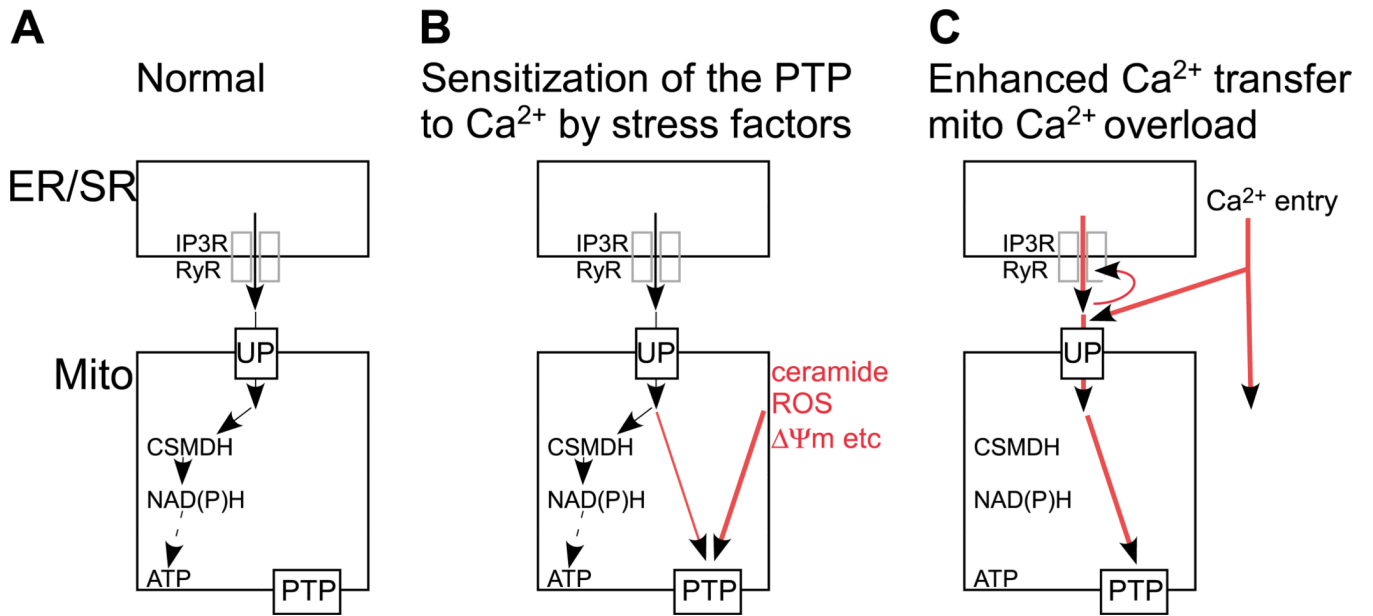 A
Normal
ER/SR
IP3R
RyR
UP
Mito
CSMDH
NAD(P)H
ATP
PTP
B
Sensitization of the PTP
to Ca²⁺ by stress factors
IP3R
RyR
UP
ceramide
ROS
ΔΨm etc
CSMDH
NAD(P)H
ATP
PTP
C
Enhanced Ca²⁺ transfer
mito Ca²⁺ overload
Ca²⁺ entry
IP3R
RyR
UP
CSMDH
NAD(P)H
ATP
PTP